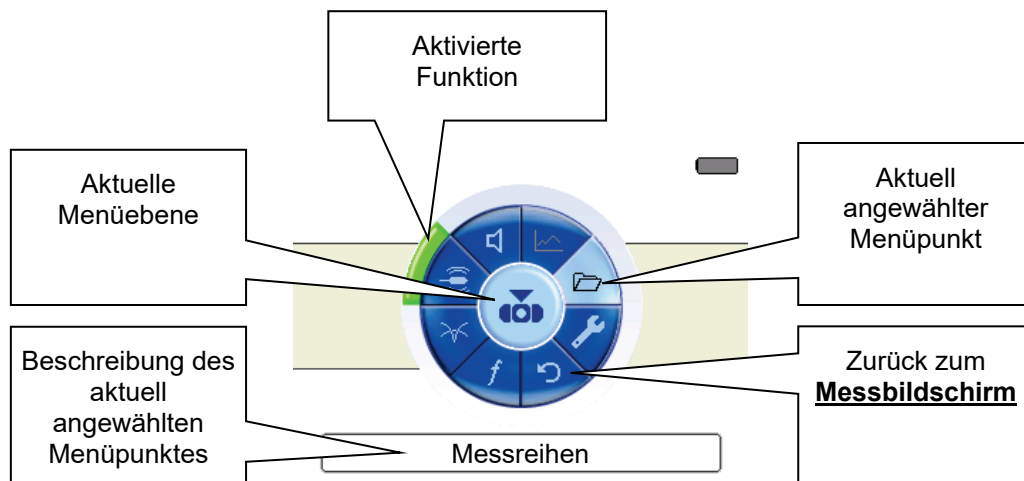 Aktivierte
Funktion
Aktuelle
Menüebene
Aktuell
angewählter
Menüpunkt
Beschreibung des
aktuell
angewählten
Menüpunktes
Zurück zum
Messbildschirm
Messreihen